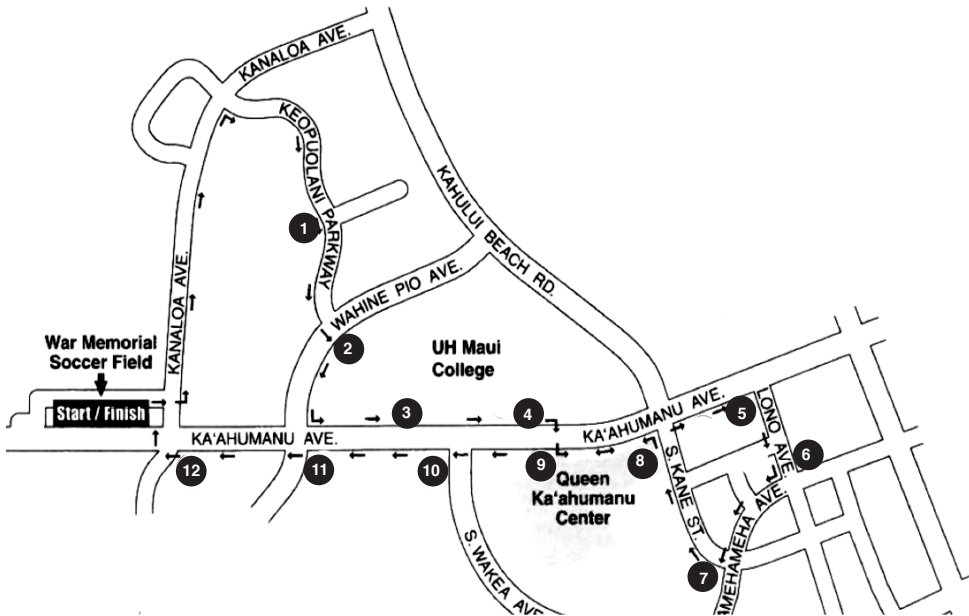 KANALOA AVE.
KEOPUOLANI PARKWAY
KAHULUI BEACH RD.
1
WAHINE PIO AVE.
KANALOA AVE.
War Memorial
Soccer Field
Start / Finish
2
UH Maui
College
3
4
5
LONO AVE.
KA'AHUMANU AVE.
KA'AHUMANU AVE.
6
12
11
10
9
8
S. KANE ST.
Queen
Ka'ahumanu
Center
S. WAKEA AVE
7
AMEHAMEHA AVE.